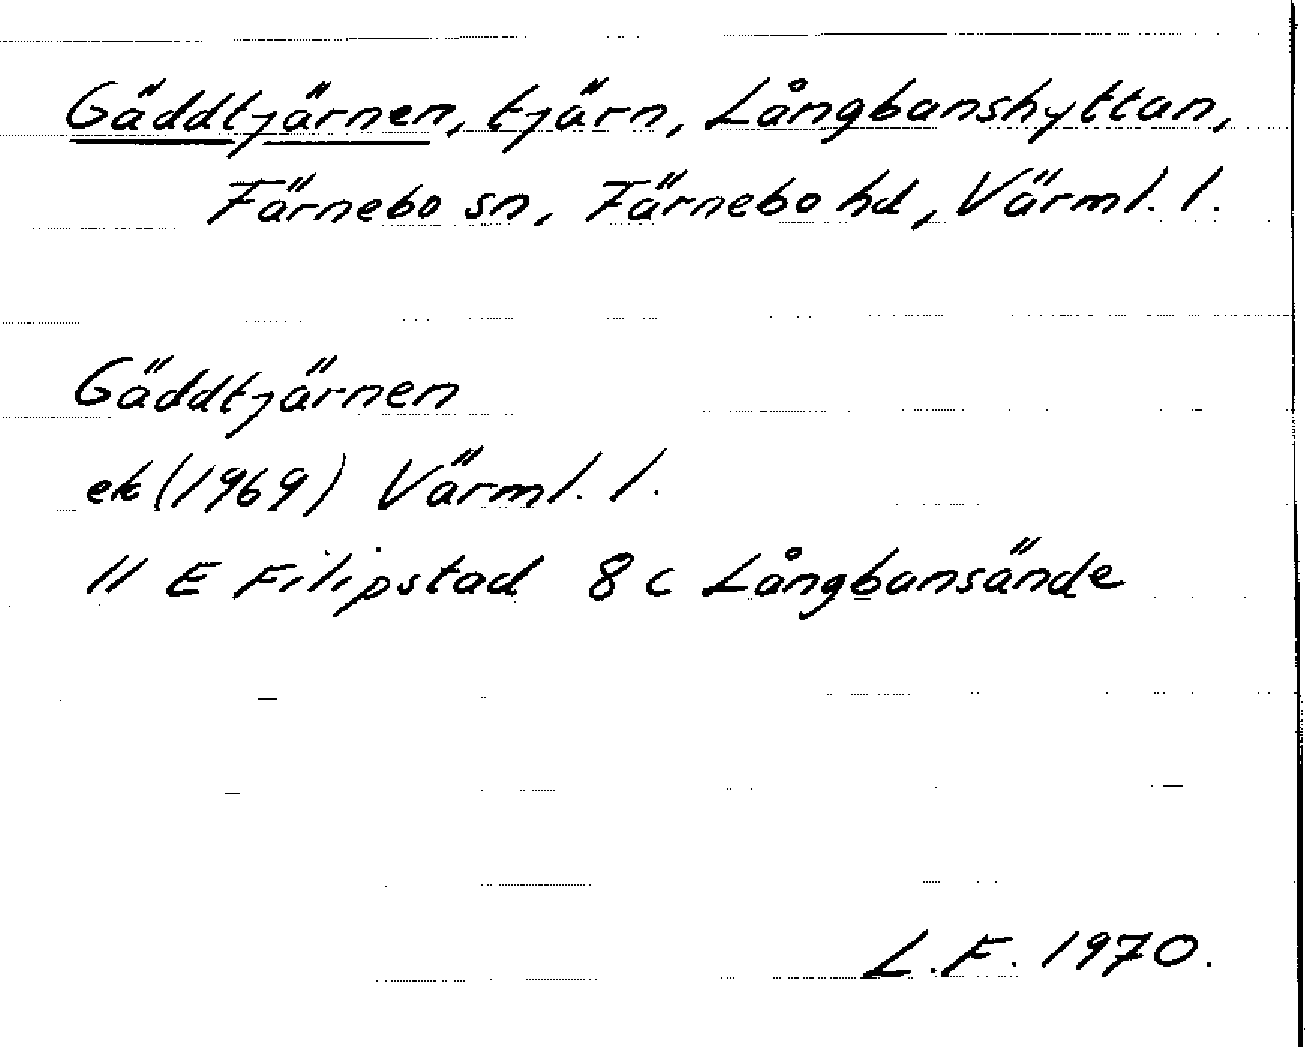 Gäddtjärnen, tjärn, Långbanshyttan,
Färnebo sn, Färnebo hd, Värml. l.
Gäddtjärnen
ek (1969) Värml. l.
11 E Filipstad 8 c Långbansände
L.F. 1970.